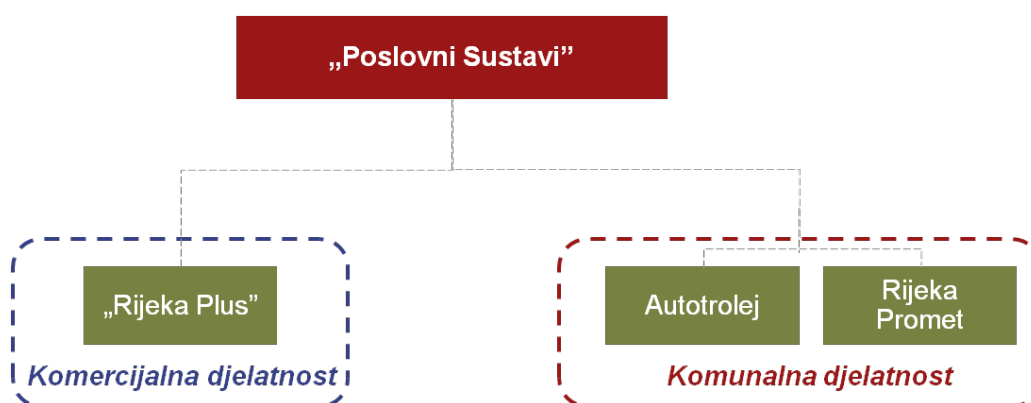 ,,Poslovni Sustavi”
„Rijeka Plus”
Autotrolej
Rijeka
Promet
Komercijalna djelatnost
Komunalna djelatnost